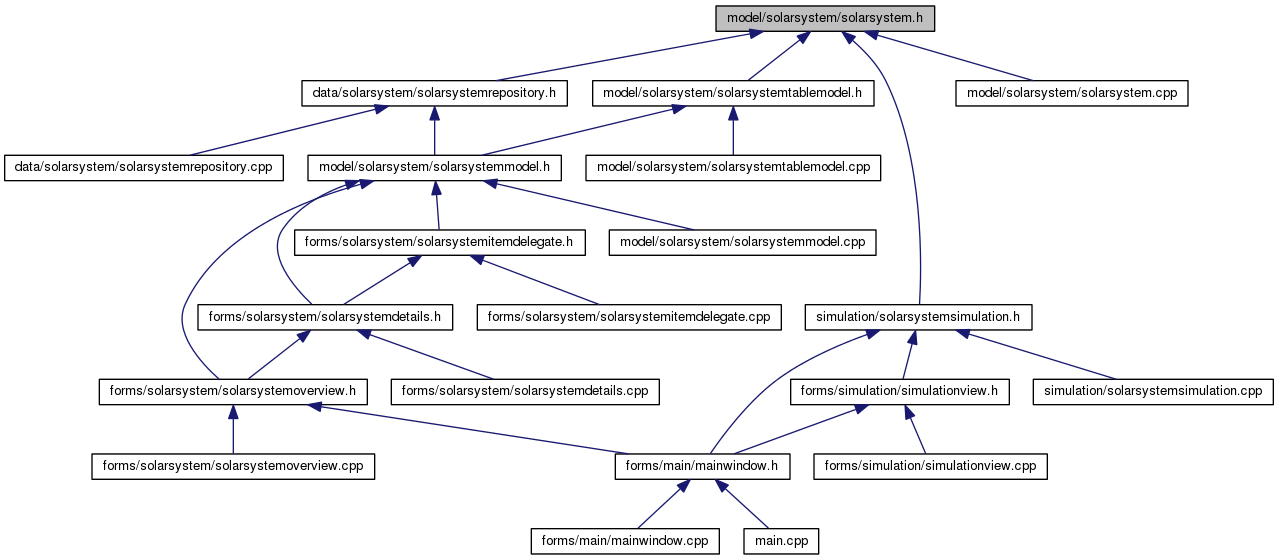 model/solarsystem/solarsystem.h
data/solarsystem/solarsystemrepository.h
model/solarsystem/solarsystemtablemodel.h
model/solarsystem/solarsystem.cpp
data/solarsystem/solarsystemrepository.cpp
model/solarsystem/solarsystemmodel.h
model/solarsystem/solarsystemtablemodel.cpp
forms/solarsystem/solarsystemitemdelegate.h
model/solarsystem/solarsystemmodel.cpp
forms/solarsystem/solarsystemdetails.h
forms/solarsystem/solarsystemitemdelegate.cpp
simulation/solarsystemsimulation.h
forms/solarsystem/solarsystemoverview.h
forms/solarsystem/solarsystemdetails.cpp
forms/simulation/simulationview.h
simulation/solarsystemsimulation.cpp
forms/solarsystem/solarsystemoverview.cpp
forms/main/mainwindow.h
forms/simulation/simulationview.cpp
forms/main/mainwindow.cpp
main.cpp